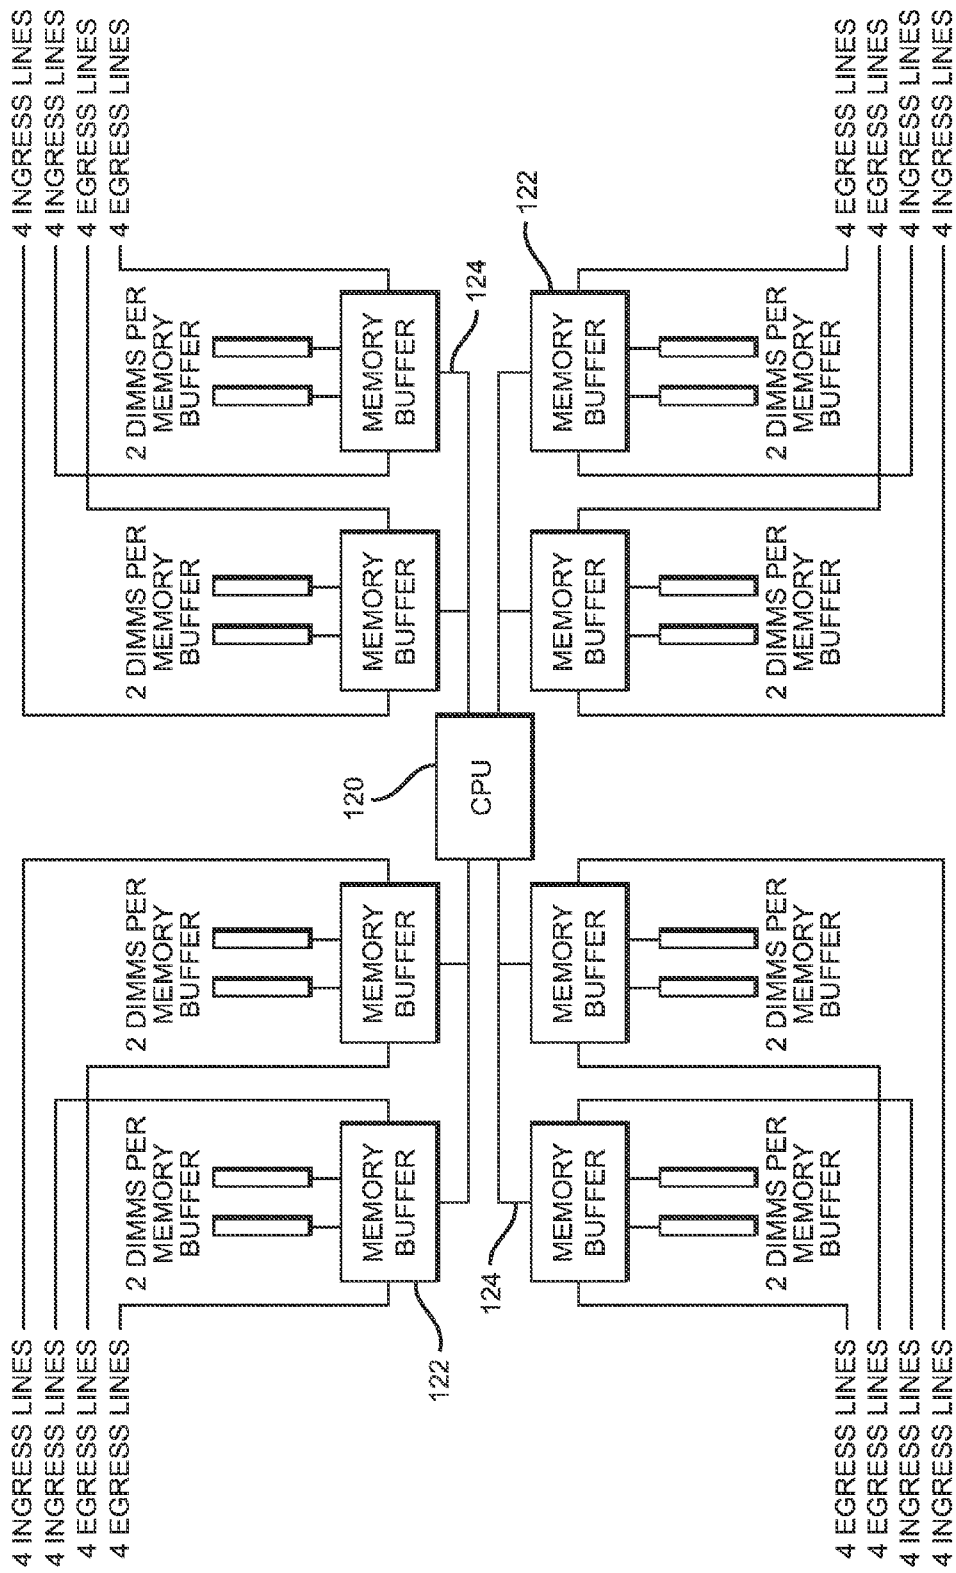 4 INGRESS LINES
4 INGRESS LINES
4 EGRESS LINES
4 EGRESS LINES
4 INGRESS LINES
4 INGRESS LINES
4 EGRESS LINES
4 EGRESS LINES
2 DIMMS PER
MEMORY
BUFFER
2 DIMMS PER
MEMORY
BUFFER
2 DIMMS PER
MEMORY
BUFFER
2 DIMMS PER
MEMORY
BUFFER
120
MEMORY
BUFFER
MEMORY
BUFFER
MEMORY
BUFFER
MEMORY
BUFFER
122
124
CPU
124
122
MEMORY
BUFFER
MEMORY
BUFFER
MEMORY
BUFFER
MEMORY
BUFFER
2 DIMMS PER
MEMORY
BUFFER
2 DIMMS PER
MEMORY
BUFFER
2 DIMMS PER
MEMORY
BUFFER
2 DIMMS PER
MEMORY
BUFFER
4 EGRESS LINES
4 EGRESS LINES
4 INGRESS LINES
4 INGRESS LINES
4 EGRESS LINES
4 EGRESS LINES
4 INGRESS LINES
4 INGRESS LINES